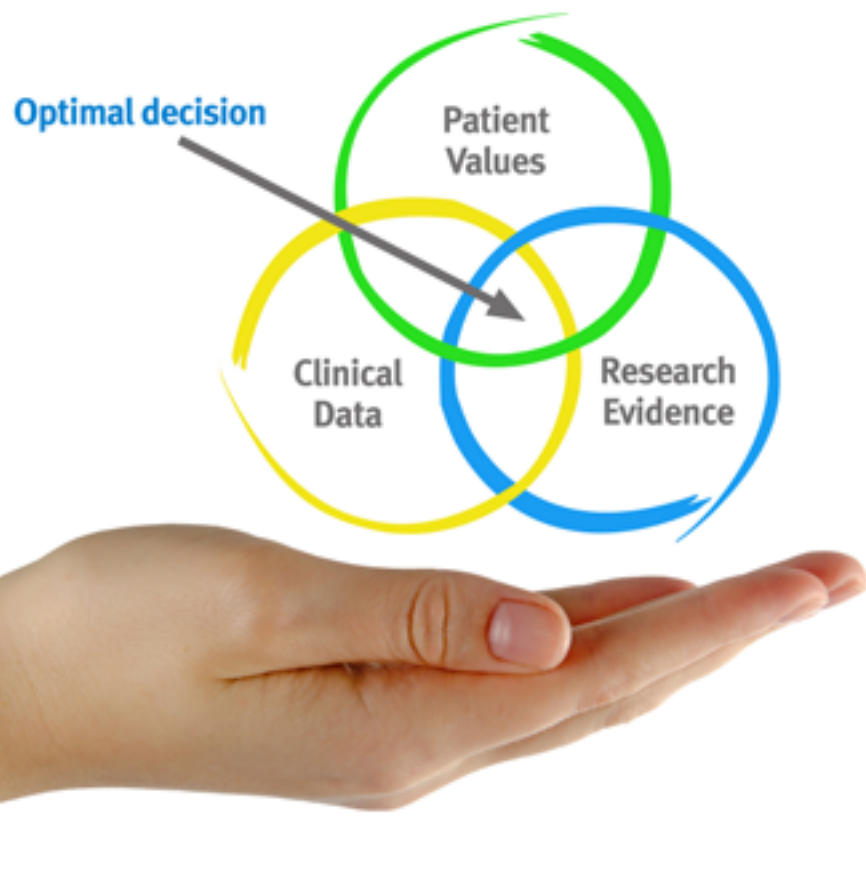 Optimal decision
Patient
Values
Clinical
Data
Research
Evidence